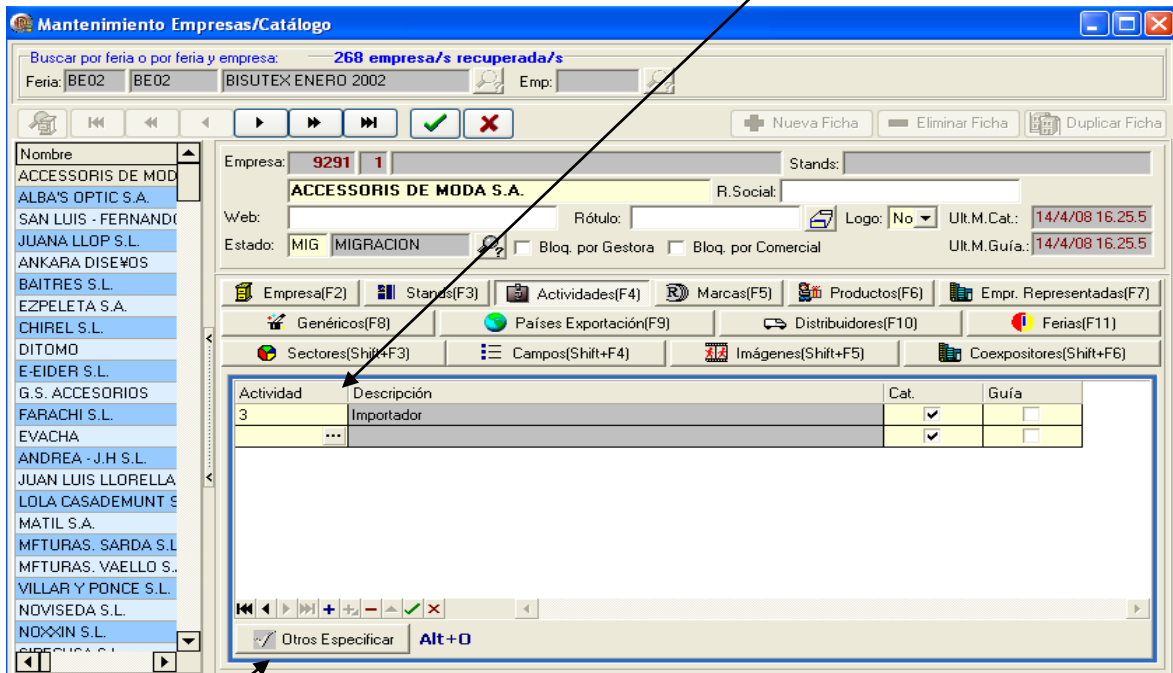 Mantenimiento Empresas/Catálogo
Buscar por feria o por feria y empresa: 268 empresa/s recuperada/s
Feria: BE02 BE02 BISUTEX ENERO 2002 Emp:
Nueva Ficha Eliminar Ficha Duplicar Ficha
Nombre
ACCESSORIS DE MOD
ALBA'S OPTIC S.A.
SAN LUIS - FERNAND(
JUANA LLOP S.L.
ANKARA DISE¥OS
BAITRES S.L.
EZPELETA S.A.
CHIREL S.L.
DITOMO
E-EIDER S.L.
G.S. ACCESORIOS
FARACHI S.L.
EVACHA
ANDREA - J.H S.L.
JUAN LUIS LLORELLA
LOLA CASADEMUNT S
MATIL S.A.
MFTURAS. SARDA S.L
MFTURAS. VAELLO S.
VILLAR Y PONCE S.L.
NOVISEDA S.L.
NOXXIN S.L.
Empresa: 9291 1 Stands:
ACCESSORIS DE MODA S.A. R.Social:
Web: Rótulo: Logo: No Ult.M.Cat.: 14/4/08 16.25.5
Estado: MIG MIGRACION Bloq. por Gestora Bloq. por Comercial Ult.M.Guía.: 14/4/08 16.25.5
Empresa(F2) Stands(F3) Actividades(F4) Marcas(F5) Productos(F6) Empr. Representadas(F7)
Genéricos(F8) Países Exportación(F9) Distribuidores(F10) Ferias(F11)
Sectores(Shift+F3) Campos(Shift+F4) Imágenes(Shift+F5) Coexpositores(Shift+F6)
Actividad Descripción Cat. Guía
3 Importador
...
Otros Especificar Alt+O